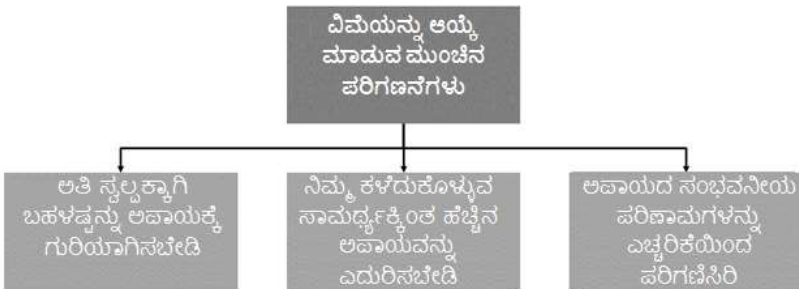 ವಿಮೆಯನ್ನು ಆಯ್ಕೆ
ಮಾಡುವ ಮುಂಚಿನ
ಪರಿಗಣನೆಗಳು
ಅತಿ ಸ್ವಲ್ಪಕ್ಕಾಗಿ
ಬಹಳಷ್ಟನ್ನು ಅಪಾಯಕ್ಕೆ
ಗುರಿಯಾಗಿಸಬೇಡಿ
ನಿಮ್ಮ ಕಳೆದುಕೊಳ್ಳುವ
ಸಾಮರ್ಥ್ಯಕ್ಕಿಂತ ಹೆಚ್ಚಿನ
ಅಪಾಯವನ್ನು
ಎದುರಿಸಬೇಡಿ
ಅಪಾಯದ ಸಂಭವನೀಯ
ಪರಿಣಾಮಗಳನ್ನು
ಎಚ್ಚರಿಕೆಯಿಂದ
ಪರಿಗಣಿಸಿರಿ